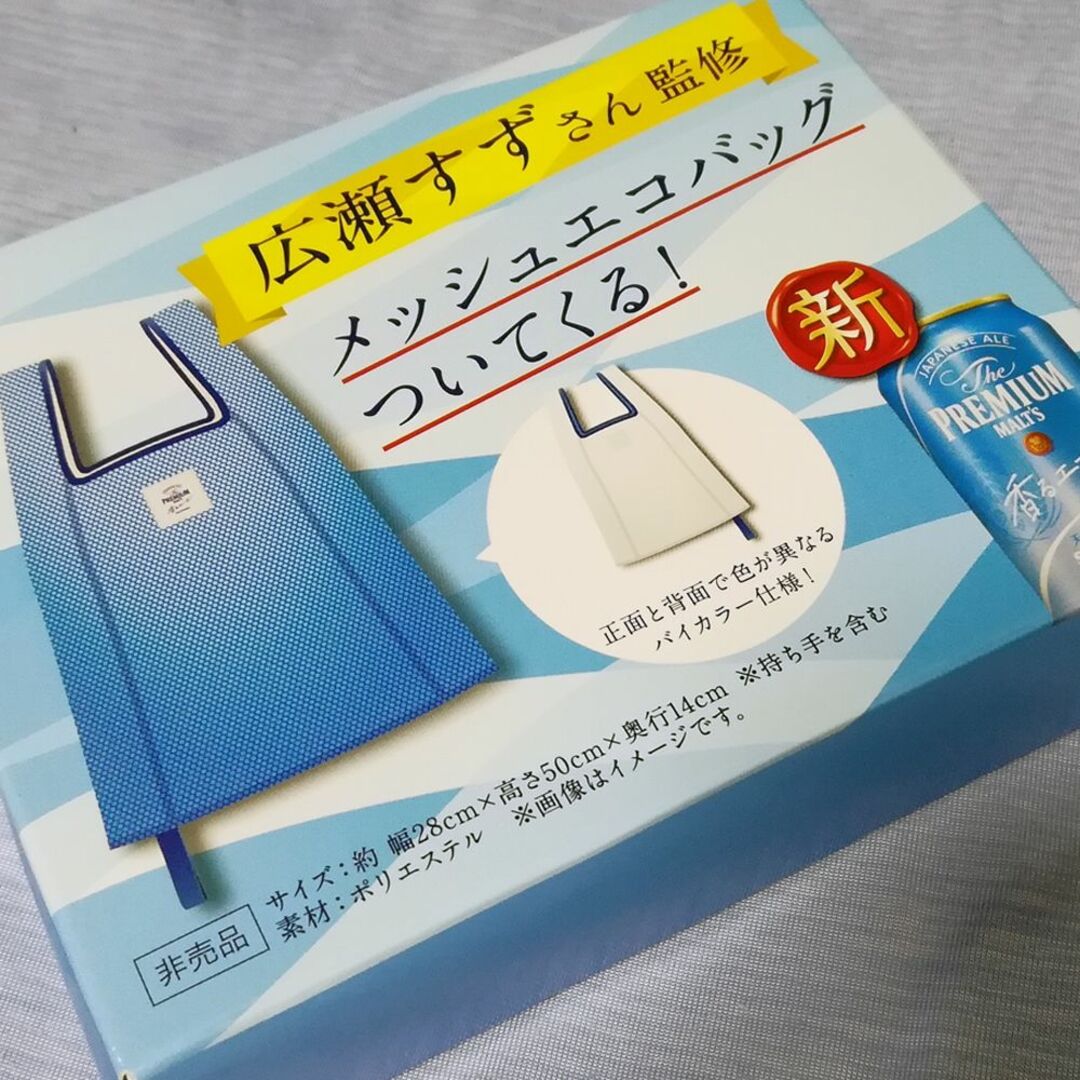 広瀬すずさん監修
メッシュエコバッグ
ついてくる!
新
JAPANESE ALE
The
PREMIUM
MALT'S
香るエ
PREMIUM
正面と背面で色が異なる
バイカラー仕様!
サイズ:約 幅28cm×高さ50cm×奥行14cm ※持ち手を含む
素材:ポリエステル ※画像はイメージです。
非売品